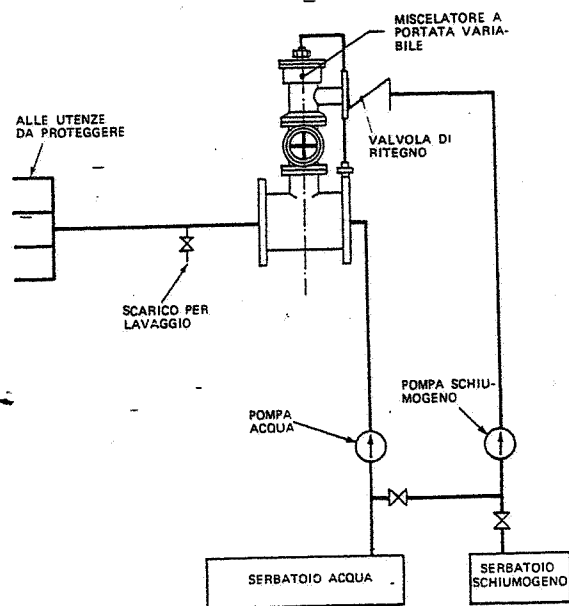 MISCELATORE A
PORTATA VARIA-
BILE
ALLE UTENZE
DA PROTEGGERE
VALVOLA DI
RITEGNO
SCARICO PER
LAVAGGIO
POMPA SCHIU-
MOGENO
POMPA
ACQUA
SERBATOIO ACQUA
SERBATOIO
SCHIUMOGENO